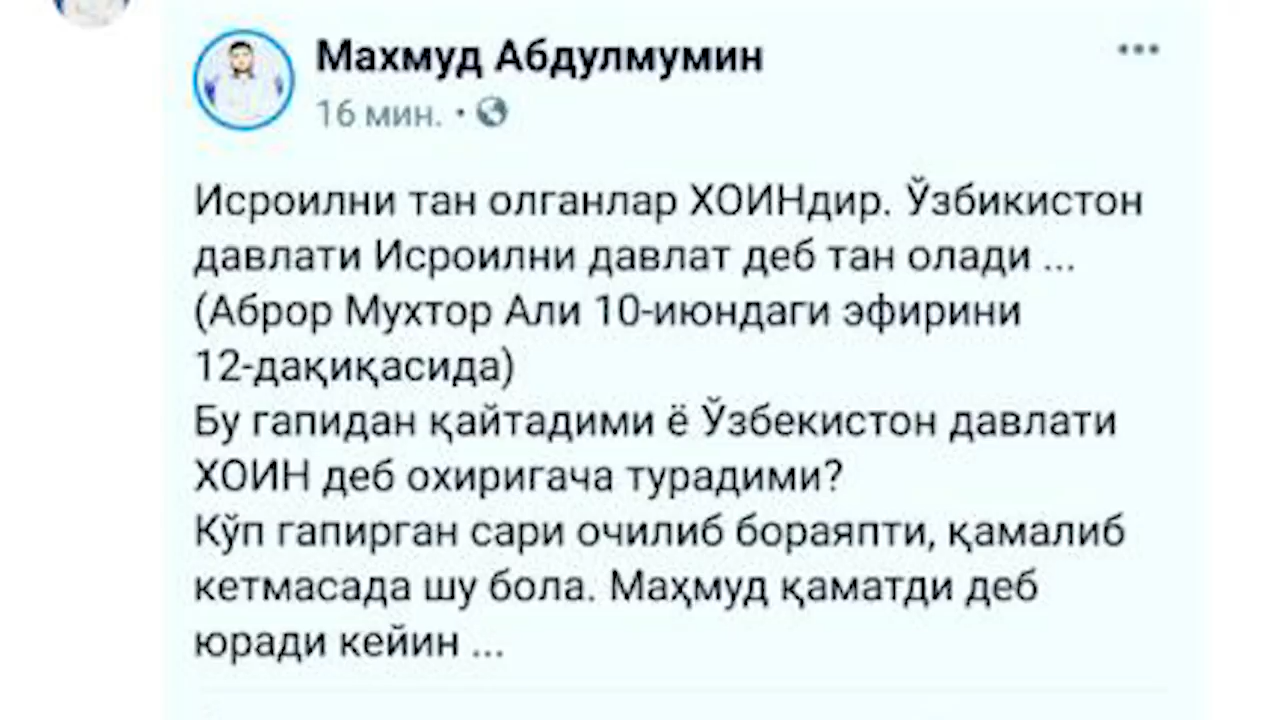 Махмуд Абдулмумин
16 мин. ·
Исроилни тан олганлар ХОИНдир. Ўзбикистон
давлати Исроилни давлат деб тан олади ...
(Аброр Мухтор Али 10-июндаги эфирини
12-дақиқасида)
Бу гапидан қайтадими ё Ўзбекистон давлати
ХОИН деб охиригача турадими?
Кўп гапирган сари очилиб бораяпти, қамалиб
кетмасада шу бола. Маҳмуд қаматди деб
юради кейин ...